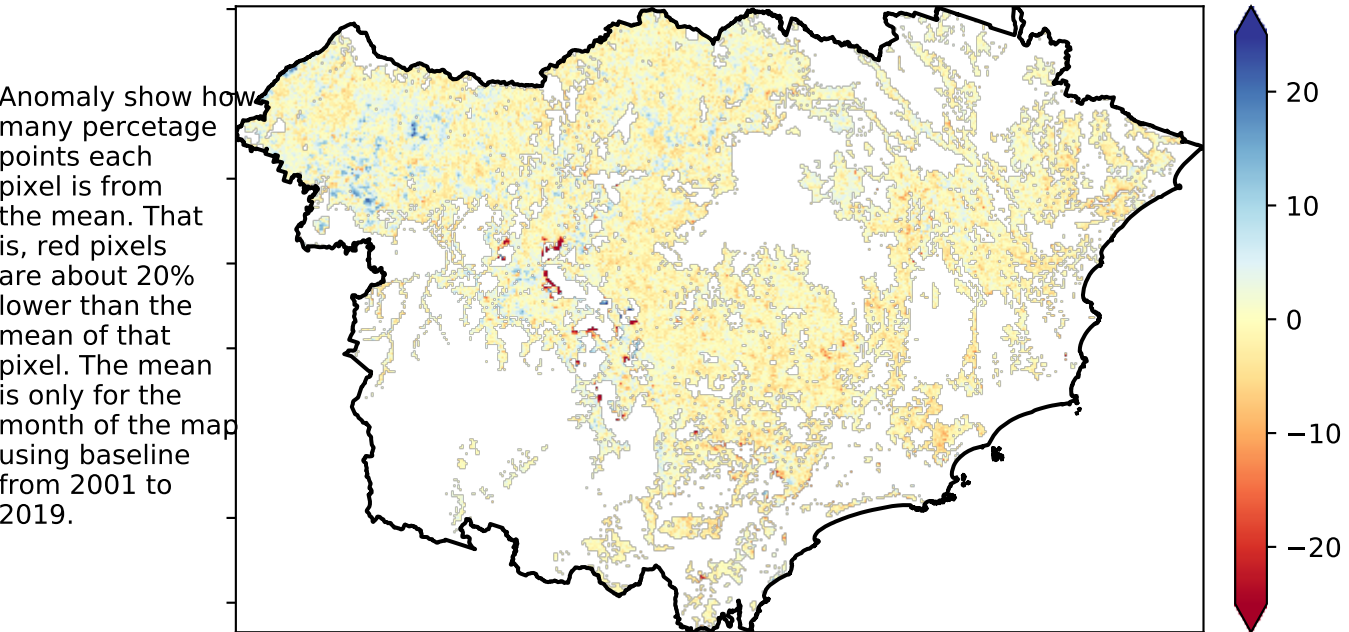 Anomaly show how
many percetage
points each
pixel is from
the mean. That
is, red pixels
are about 20%
lower than the
mean of that
pixel. The mean
is only for the
month of the map
using baseline
from 2001 to
2019.
20
10
0
−10
−20